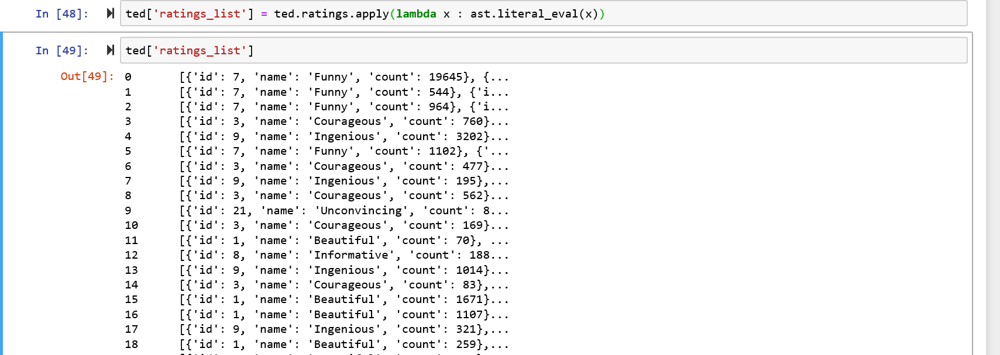 In [48]: ted['ratings_list'] = ted.ratings.apply(lambda x : ast.literal_eval(x))
In [49]: ted['ratings_list']
Out[49]: 0 [{'id': 7, 'name': 'Funny', 'count': 19645}, {...
1 [{'id': 7, 'name': 'Funny', 'count': 544}, {'i...
2 [{'id': 7, 'name': 'Funny', 'count': 964}, {'i...
3 [{'id': 3, 'name': 'Courageous', 'count': 760}...
4 [{'id': 9, 'name': 'Ingenious', 'count': 3202}...
5 [{'id': 7, 'name': 'Funny', 'count': 1102}, {'...
6 [{'id': 3, 'name': 'Courageous', 'count': 477}...
7 [{'id': 9, 'name': 'Ingenious', 'count': 195},...
8 [{'id': 3, 'name': 'Courageous', 'count': 562}...
9 [{'id': 21, 'name': 'Unconvincing', 'count': 8...
10 [{'id': 3, 'name': 'Courageous', 'count': 169}...
11 [{'id': 1, 'name': 'Beautiful', 'count': 70}, ...
12 [{'id': 8, 'name': 'Informative', 'count': 188...
13 [{'id': 9, 'name': 'Ingenious', 'count': 1014}...
14 [{'id': 3, 'name': 'Courageous', 'count': 83},...
15 [{'id': 1, 'name': 'Beautiful', 'count': 1671}...
16 [{'id': 1, 'name': 'Beautiful', 'count': 1107}...
17 [{'id': 9, 'name': 'Ingenious', 'count': 321},...
18 [{'id': 1, 'name': 'Beautiful', 'count': 259},...